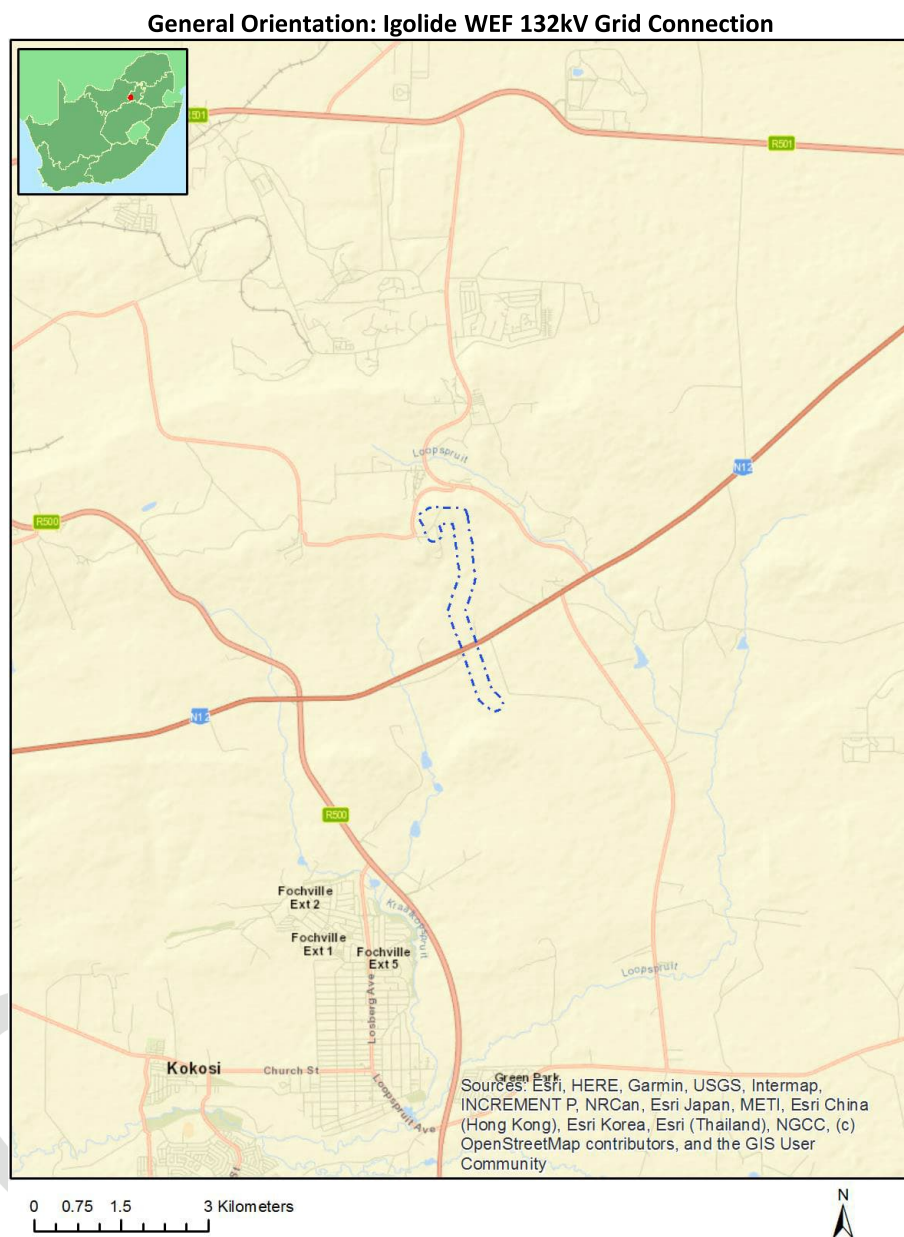 General Orientation: Igolide WEF 132kV Grid Connection
R501
R501
Loopspruit
N12
R500
N12
R500
Fochville
Ext 2
Kraalkopspruit
Fochville
Ext 1
Fochville
Ext 5
Loopspruit
Losberg Ave
Kokosi
Church St
Green Park
Loopspruit Ave
Sources: Esri, HERE, Garmin, USGS, Intermap,
INCREMENT P, NRCan, Esri Japan, METI, Esri China
(Hong Kong), Esri Korea, Esri (Thailand), NGCC, (c)
OpenStreetMap contributors, and the GIS User
Community
0 0.75 1.5 3 Kilometers
N